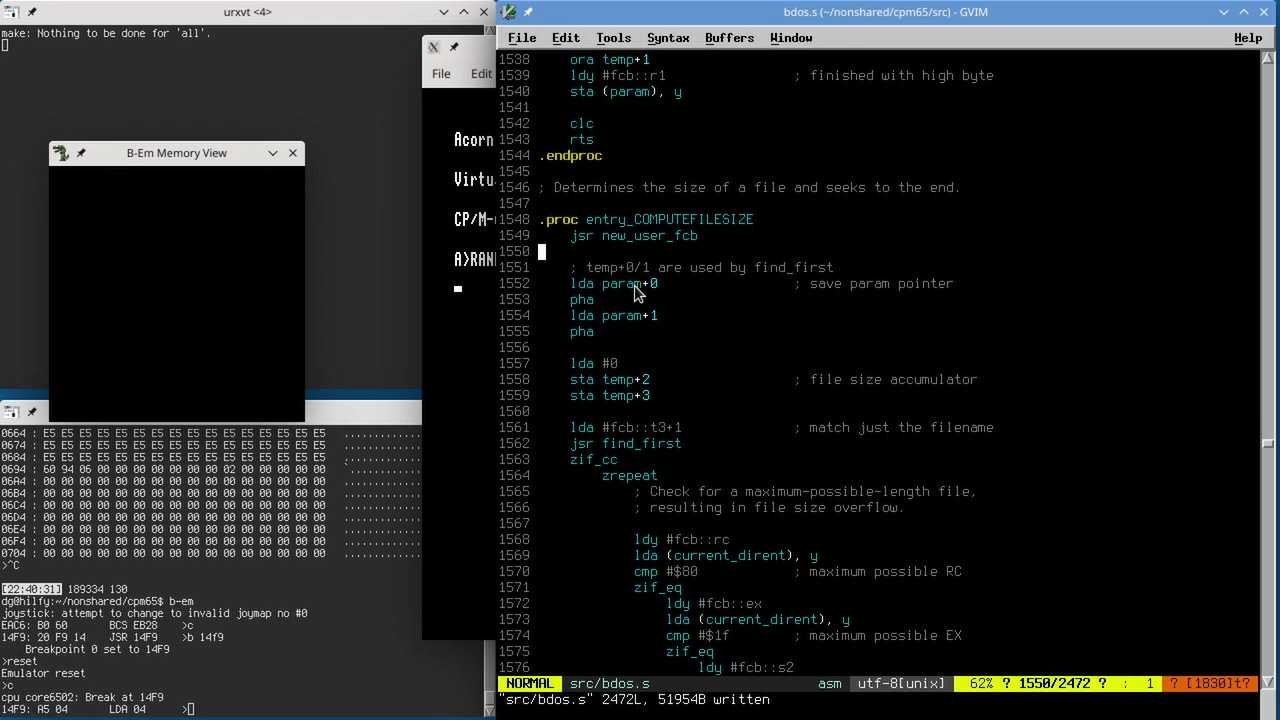 urxvt <4>
make: Nothing to be done for 'all'.
B-Em Memory View
File Edit
Acorn
Virtu
CP/M-
A>RAN
0664 : E5 E5 E5 E5 E5 E5 E5 E5 E5 E5 E5 E5 E5 E5 E5 E5 ............
0674 : E5 E5 E5 E5 E5 E5 E5 E5 E5 E5 E5 E5 E5 E5 E5 E5 ............
0684 : E5 E5 E5 E5 E5 E5 E5 E5 E5 E5 E5 E5 E5 E5 E5 E5 ............
0694 : 60 94 06 00 00 00 00 00 00 02 00 00 00 00 00 00 `...........
06A4 : 00 00 00 00 00 00 00 00 00 00 00 00 00 00 00 00 ............
06B4 : 00 00 00 00 00 00 00 00 00 00 00 00 00 00 00 00 ............
06C4 : 00 00 00 00 00 00 00 00 00 00 00 00 00 00 00 00 ............
06D4 : 00 00 00 00 00 00 00 00 00 00 00 00 00 00 00 00 ............
06E4 : 00 00 00 00 00 00 00 00 00 00 00 00 00 00 00 00 ............
06F4 : 00 00 00 00 00 00 00 00 00 00 00 00 00 00 00 00 ............
0704 : 00 00 00 00 00 00 00 00 00 00 00 00 00 00 00 00 ............
>^C
[22:40:31] 189334 130
dg@hilfy:~/nonshared/cpm65$ b-em
joystick: attempt to change to invalid joymap no #0
EAD5: B0 60 BCS EB28 >c
14F9: 20 F9 14 JSR 14F9 >b 14f9
Breakpoint 0 set to 14F9
>reset
Emulator reset
>c
cpu core6502: Break at 14F9
14F9: A5 04 LDA 04 >
bdos.s (~/nonshared/cpm65/src) - GVIM
File Edit Tools Syntax Buffers Window Help
1538 ora temp+1
1539 ldy #fcb::r1 ; finished with high byte
1540 sta (param), y
1541
1542 clc
1543 rts
1544 .endproc
1545
1546 ; Determines the size of a file and seeks to the end.
1547
1548 .proc entry_COMPUTEFILESIZE
1549 jsr new_user_fcb
1550
1551 ; temp+0/1 are used by find_first
1552 lda param+0 ; save param pointer
1553 pha
1554 lda param+1
1555 pha
1556
1557 lda #0
1558 sta temp+2 ; file size accumulator
1559 sta temp+3
1560
1561 lda #fcb::t3+1 ; match just the filename
1562 jsr find_first
1563 zif_cc
1564 zrepeat
1565 ; Check for a maximum-possible-length file,
1566 ; resulting in file size overflow.
1567
1568 ldy #fcb::rc
1569 lda (current_dirent), y
1570 cmp #$80 ; maximum possible RC
1571 zif_eq
1572 ldy #fcb::ex
1573 lda (current_dirent), y
1574 cmp #$1f ; maximum possible EX
1575 zif_eq
1576 ldy #fcb::s2
NORMAL src/bdos.s asm utf-8[unix] 62% ? 1550/2472 ? : 1 ? [1830]t?
"src/bdos.s" 2472L, 51954B written